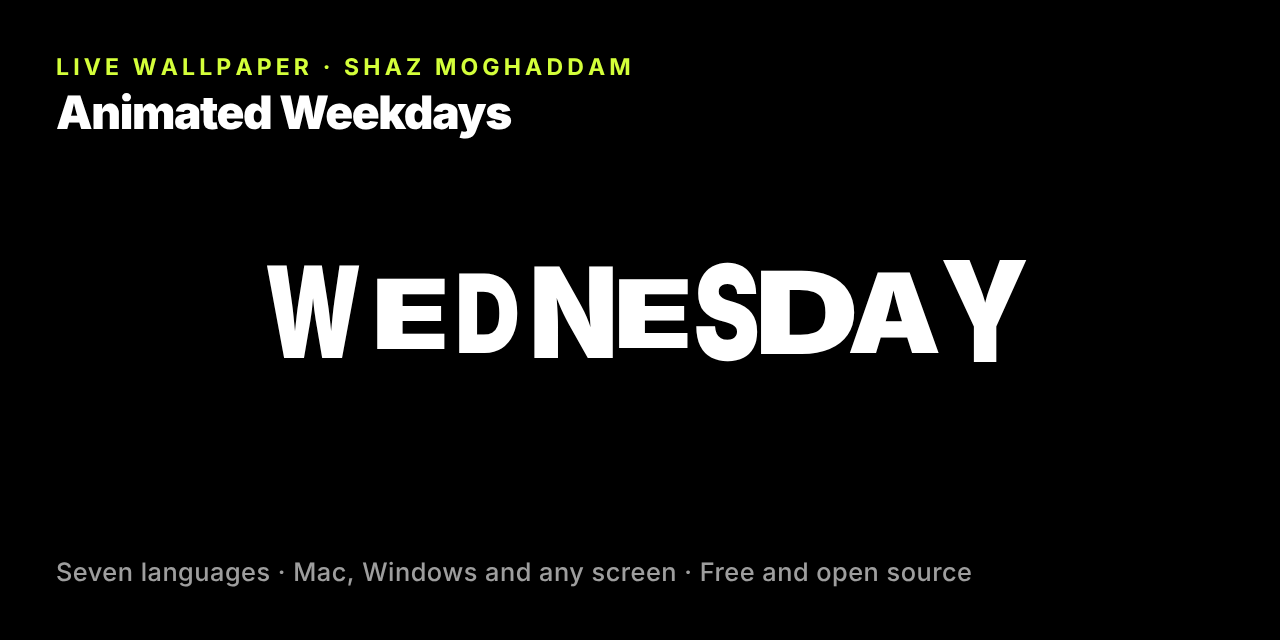 LIVE WALLPAPER · SHAZ MOGHADDAM
Animated Weekdays
WEDNESDAY
Seven languages · Mac, Windows and any screen · Free and open source